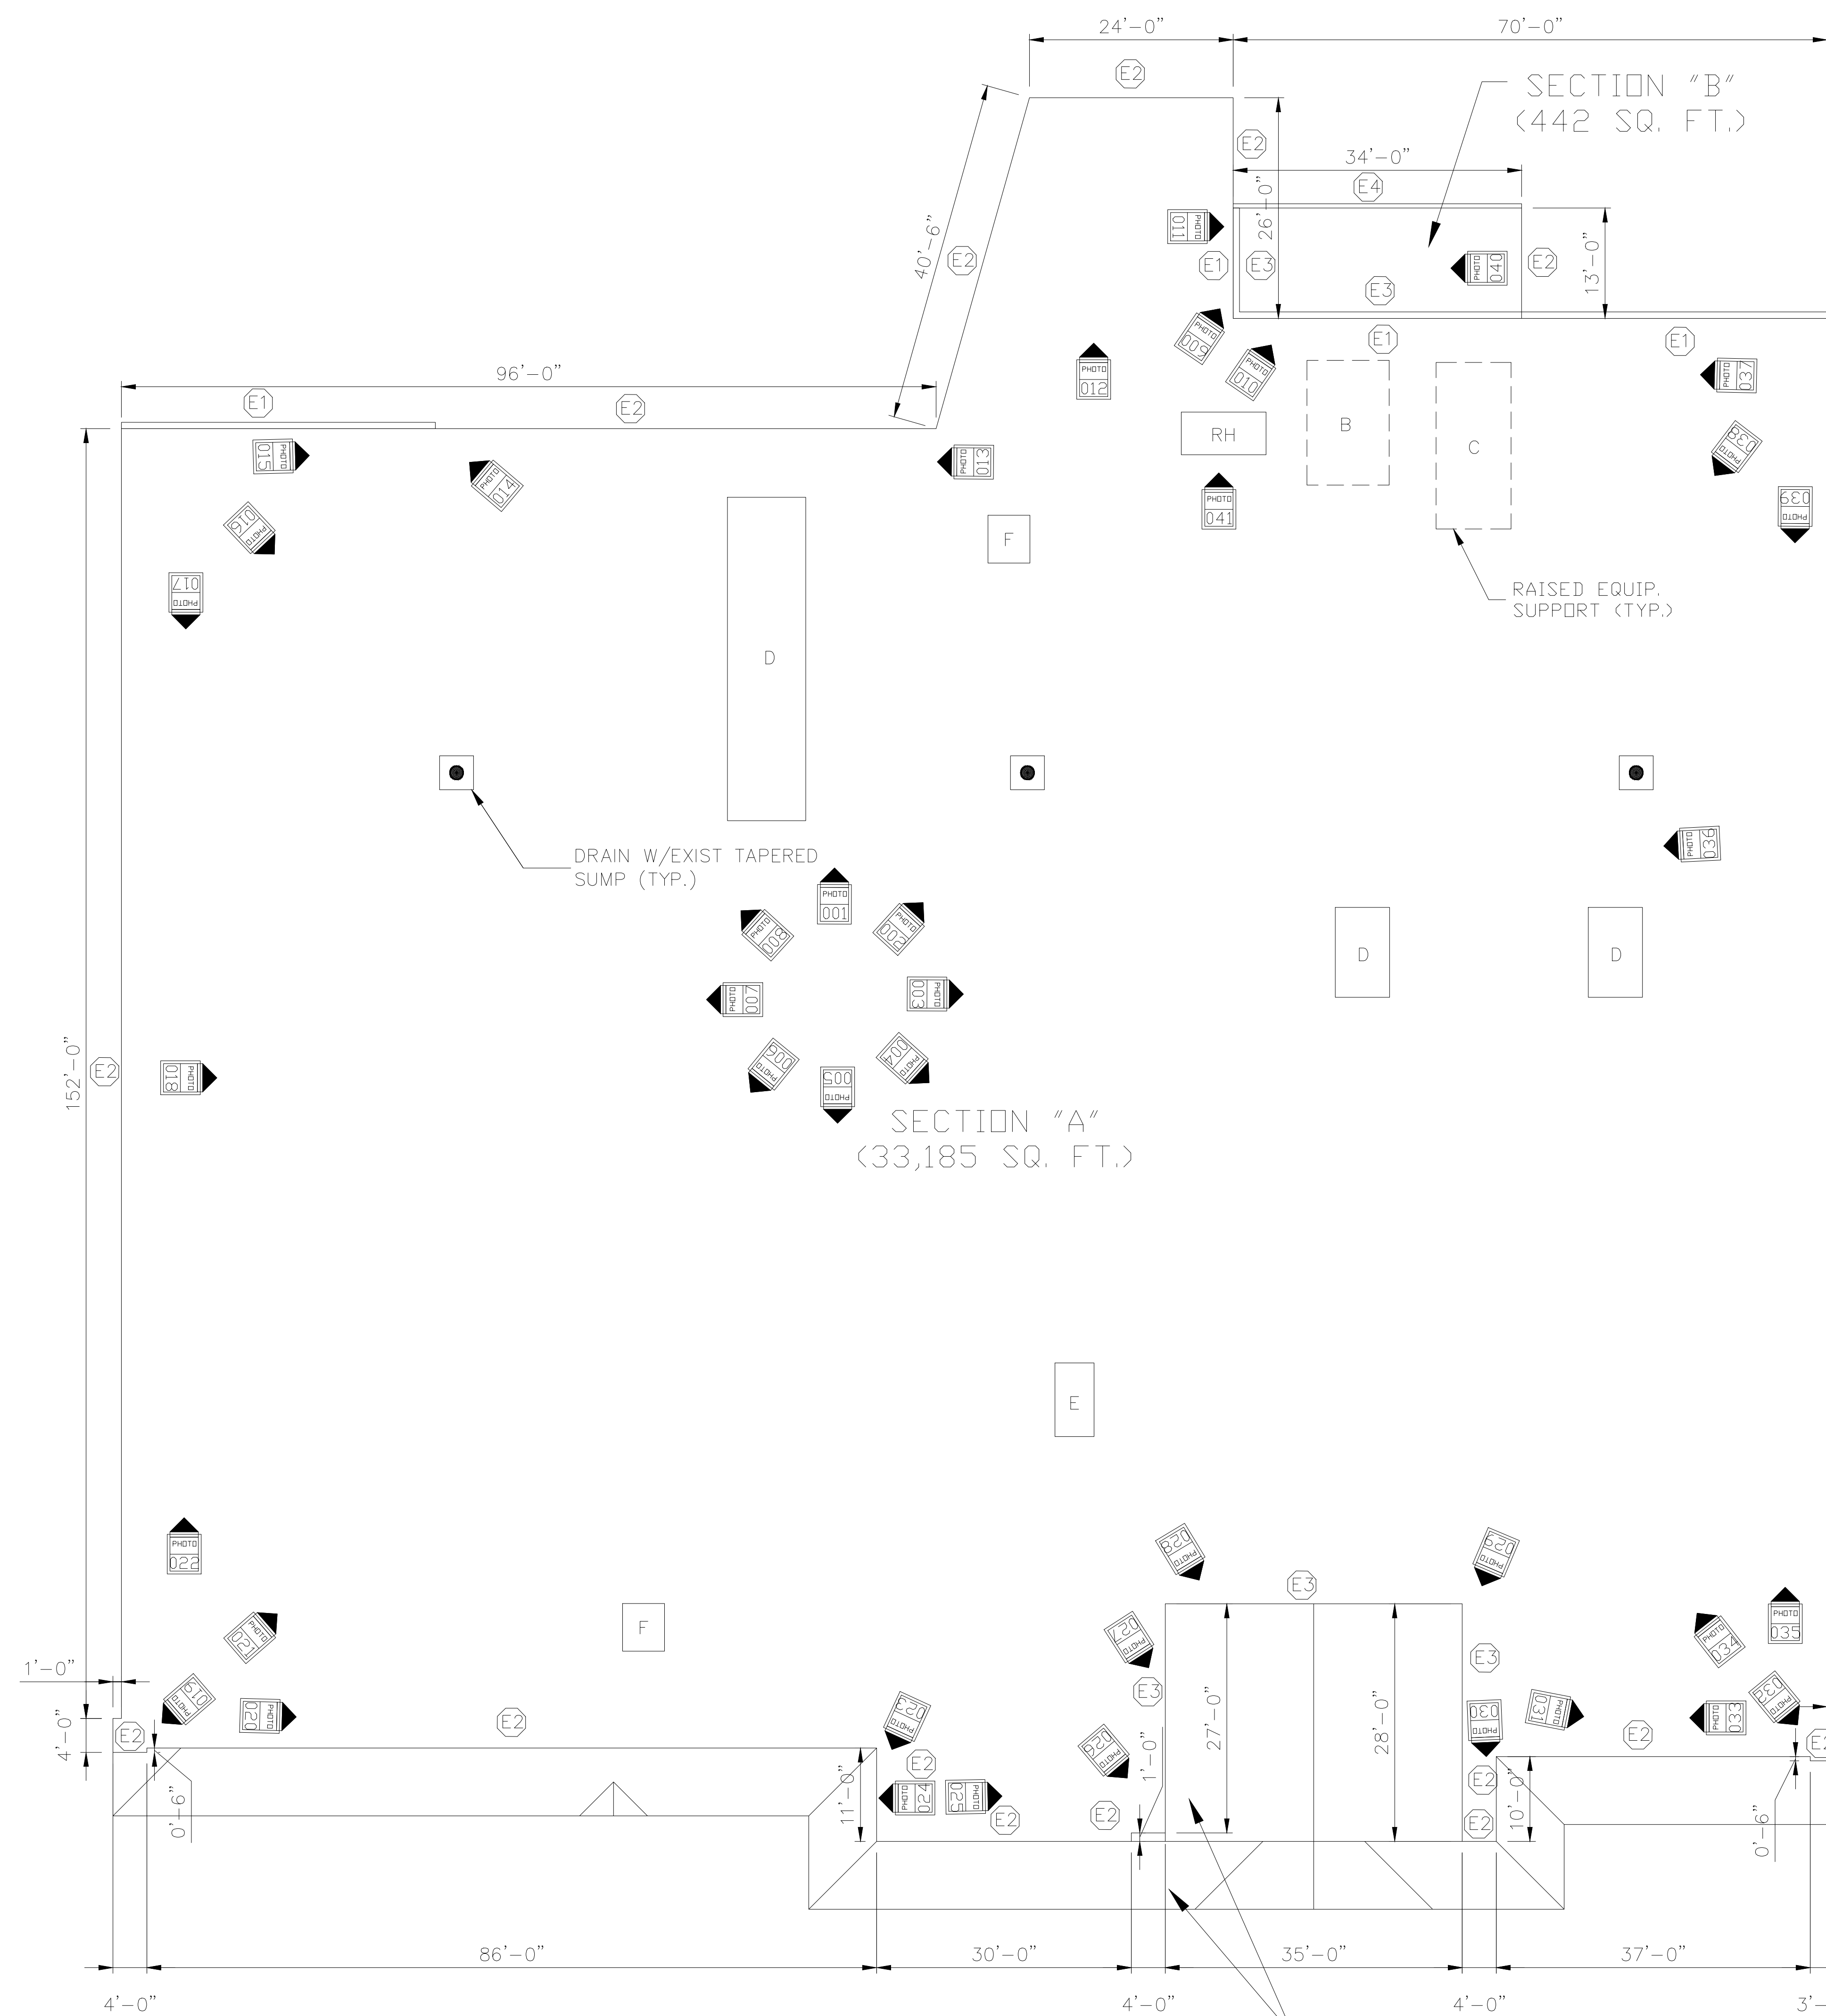 24'-0"
70'-0"
E2
SECTION "B"
(442 SQ. FT.)
E2
34'-0"
E4
26'-0"
40'-6"
PHOTO 011
E2
E1
E3
PHOTO 040
E2
13'-0"
E3
PHOTO 009
E1
E1
PHOTO 012
PHOTO 010
PHOTO 037
96'-0"
E1
E2
RH
B
C
PHOTO 038
PHOTO 015
PHOTO 014
PHOTO 013
PHOTO 041
PHOTO 039
PHOTO 016
F
PHOTO 017
RAISED EQUIP.
SUPPORT (TYP.)
D
DRAIN W/EXIST TAPERED
SUMP (TYP.)
PHOTO 036
PHOTO 001
PHOTO 008
PHOTO 002
D
D
PHOTO 007
PHOTO 003
PHOTO 006
PHOTO 004
PHOTO 005
152'-0"
E2
PHOTO 018
SECTION "A"
(33,185 SQ. FT.)
E
PHOTO 022
PHOTO 028
PHOTO 029
E3
PHOTO 021
F
PHOTO 027
PHOTO 034
PHOTO 035
1'-0"
E3
E3
PHOTO 019
PHOTO 020
E2
PHOTO 023
27'-0"
28'-0"
PHOTO 030
PHOTO 031
PHOTO 032
PHOTO 033
4'-0"
E2
E2
E2
PHOTO 026
1'-0"
E2
E2
0'-6"
11'-0"
PHOTO 024
PHOTO 025
E2
E2
E2
10'-0"
0'-6"
86'-0"
30'-0"
35'-0"
37'-0"
4'-0"
4'-0"
4'-0"
3'-